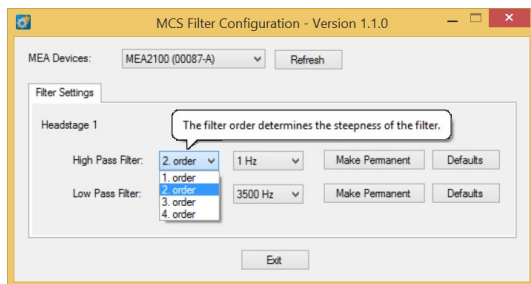 MCS Filter Configuration - Version 1.1.0
MEA Devices: MEA2100 (00087-A) Refresh
Filter Settings
Headstage 1
The filter order determines the steepness of the filter.
High Pass Filter: 2. order 1 Hz Make Permanent Defaults
1. order
2. order
3. order
4. order
Low Pass Filter: 3500 Hz Make Permanent Defaults
Exit